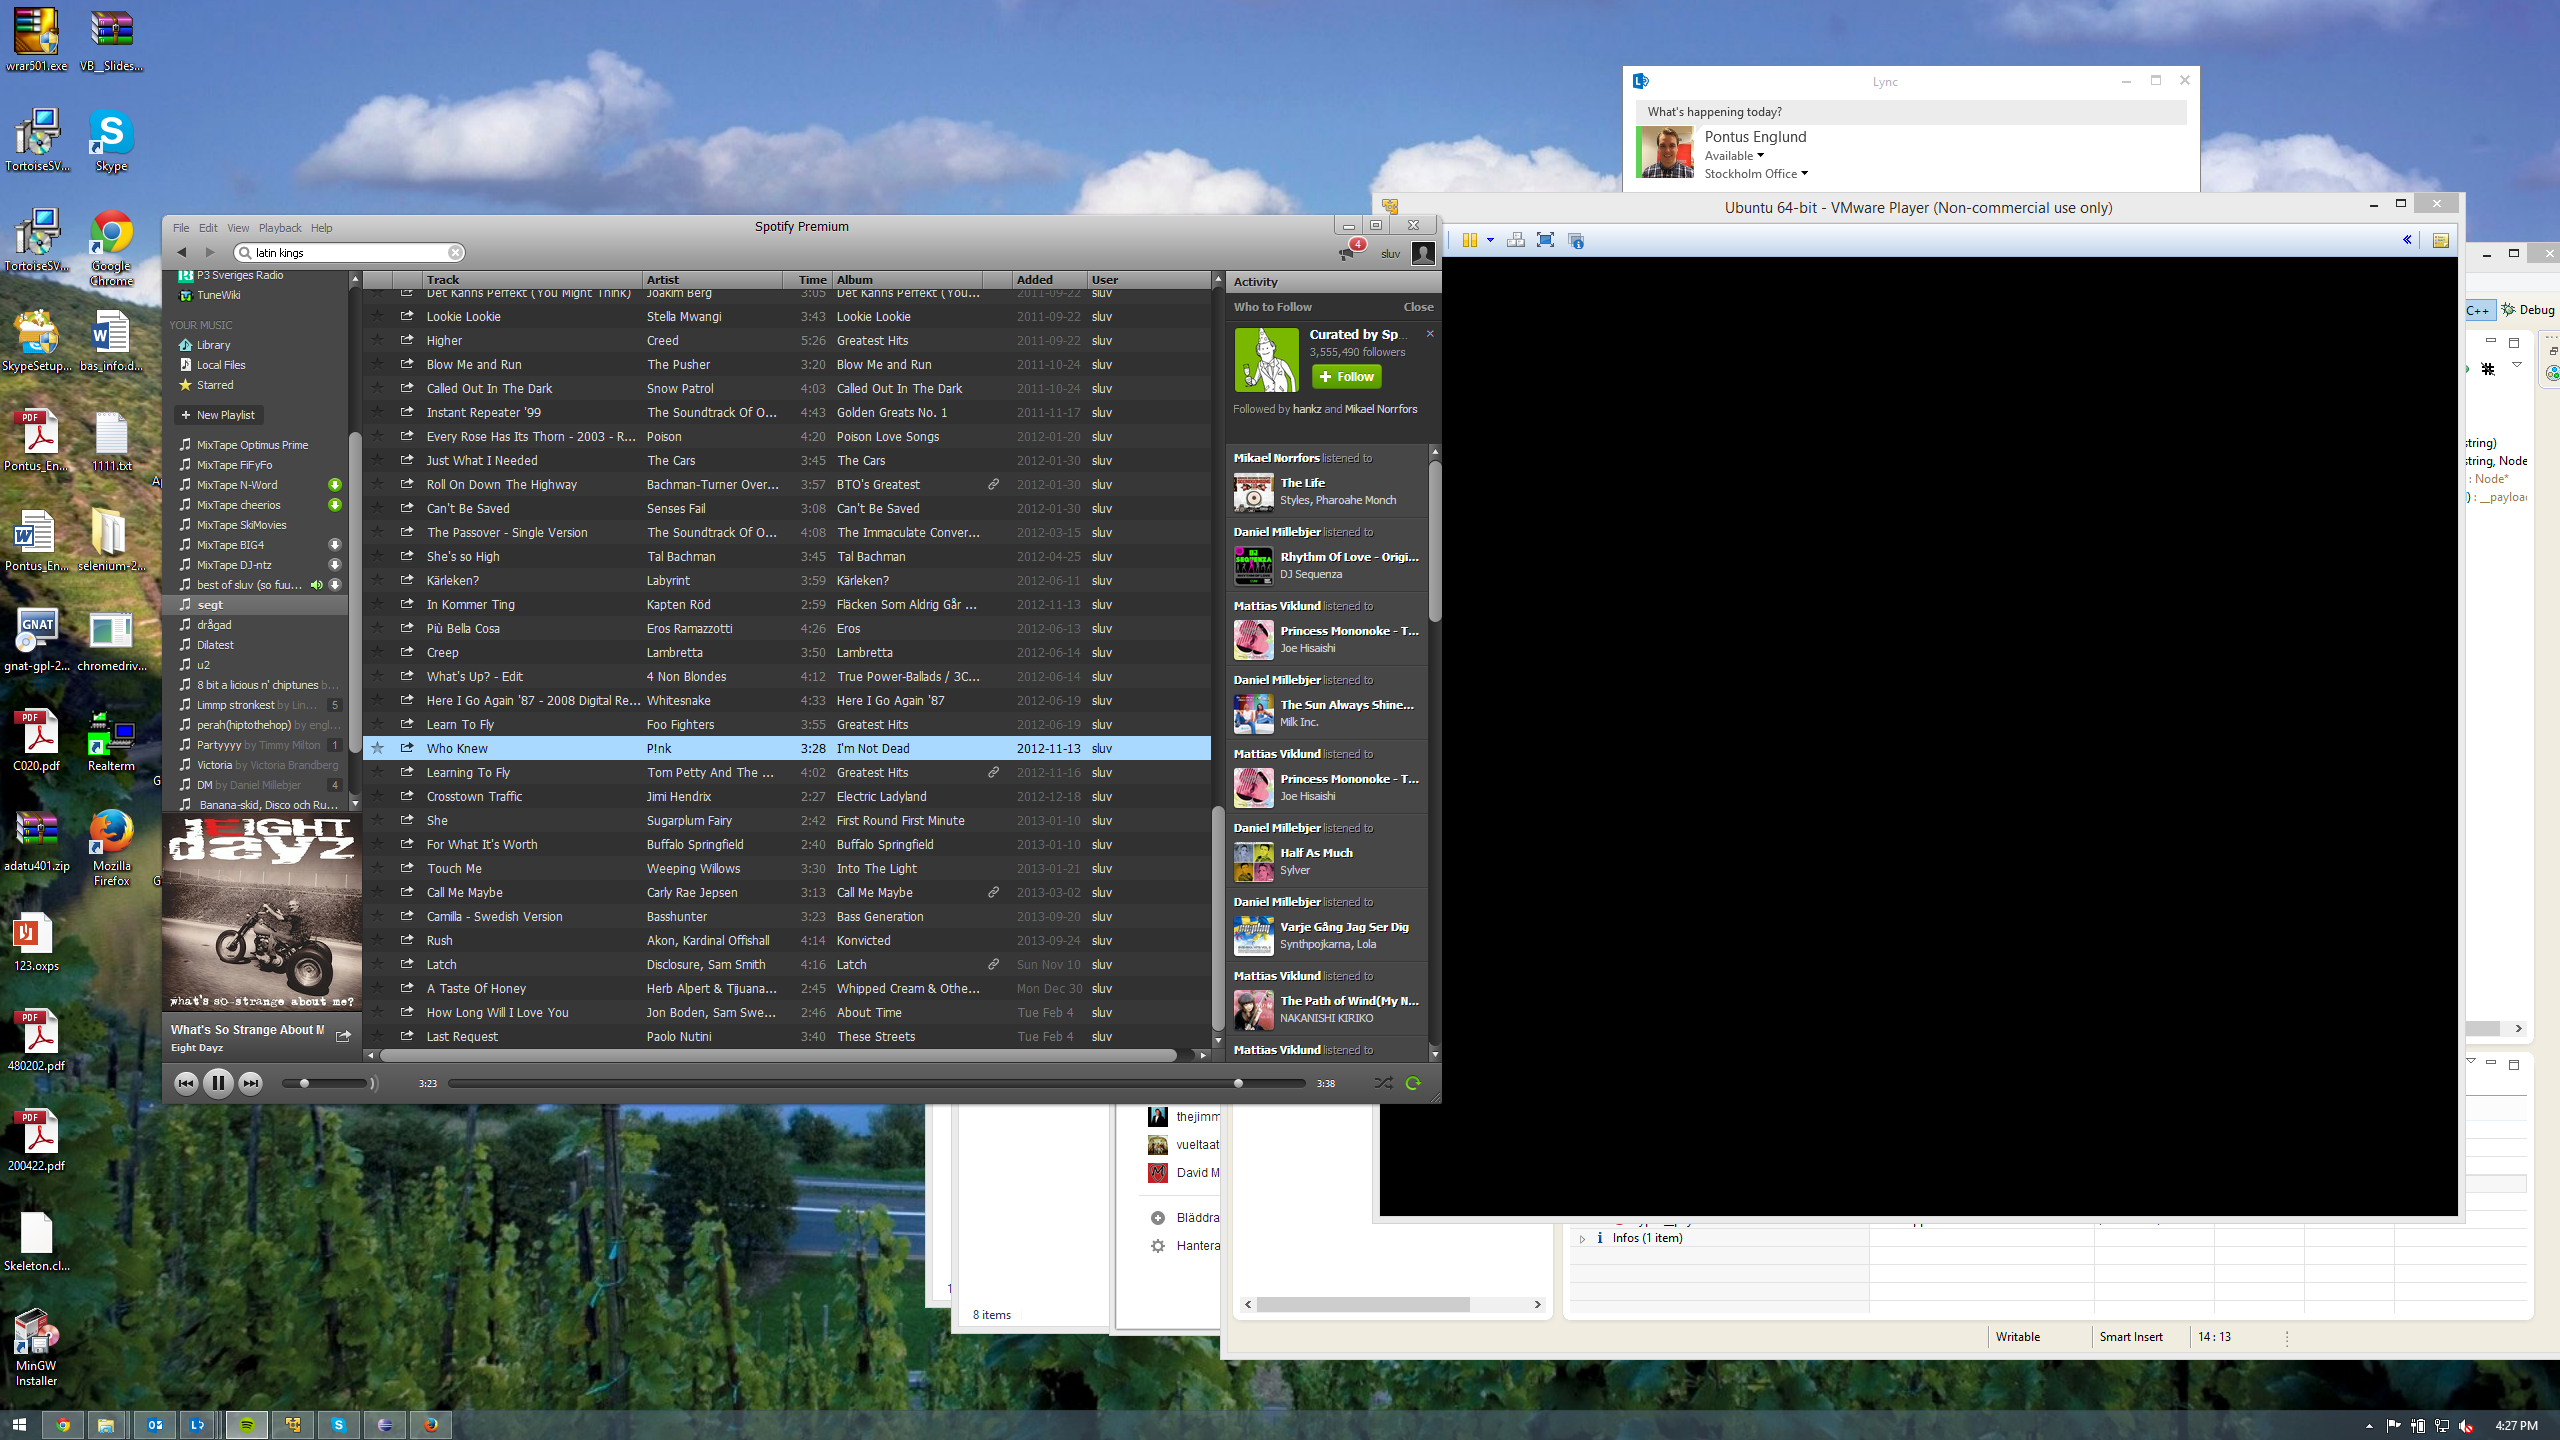 wrar501.exe
VB__Slides...
TortoiseSV...
Skype
TortoiseSV...
Google Chrome
SkypeSetup...
bas_info.d...
Pontus_En...
1111.txt
Pontus_En...
selenium-2...
gnat-gpl-2...
chromedriv...
C020.pdf
Realterm
adatu401.zip
Mozilla Firefox
123.oxps
480202.pdf
200422.pdf
Skeleton.cl...
MinGW Installer
File Edit View Playback Help
Spotify Premium
latin kings
4
sluv
P3 Sveriges Radio
TuneWiki
YOUR MUSIC
Library
Local Files
Starred
+ New Playlist
MixTape Optimus Prime
MixTape FiFyFo
MixTape N-Word
MixTape cheerios
MixTape SkiMovies
MixTape BIG4
MixTape DJ-ntz
best of sluv (so fuu...
segt
drågad
Dilatest
u2
8 bit a licious n' chiptunes b...
Limmp stronkest by Lin... 5
perah(hiptothehop) by engl...
Partyyyy by Timmy Milton 1
Victoria by Victoria Brandberg
DM by Daniel Millebjer 4
Banana-skid, Disco och Ru...
EIGHT dayz
what's so strange about me?
What's So Strange About M
Eight Dayz
Track Artist Time Album Added User
Det Känns Perfekt (You Might Think) Joakim Berg 3:05 Det Känns Perfekt (You... 2011-09-22 sluv
Lookie Lookie Stella Mwangi 3:43 Lookie Lookie 2011-09-22 sluv
Higher Creed 5:26 Greatest Hits 2011-09-22 sluv
Blow Me and Run The Pusher 3:20 Blow Me and Run 2011-10-24 sluv
Called Out In The Dark Snow Patrol 4:03 Called Out In The Dark 2011-10-24 sluv
Instant Repeater '99 The Soundtrack Of O... 4:43 Golden Greats No. 1 2011-11-17 sluv
Every Rose Has Its Thorn - 2003 - R... Poison 4:20 Poison Love Songs 2012-01-20 sluv
Just What I Needed The Cars 3:45 The Cars 2012-01-30 sluv
Roll On Down The Highway Bachman-Turner Over... 3:57 BTO's Greatest 2012-01-30 sluv
Can't Be Saved Senses Fail 3:08 Can't Be Saved 2012-01-30 sluv
The Passover - Single Version The Soundtrack Of O... 4:08 The Immaculate Conver... 2012-03-15 sluv
She's so High Tal Bachman 3:45 Tal Bachman 2012-04-25 sluv
Kärleken? Labyrint 3:59 Kärleken? 2012-06-11 sluv
In Kommer Ting Kapten Röd 2:59 Fläcken Som Aldrig Går ... 2012-11-13 sluv
Più Bella Cosa Eros Ramazzotti 4:26 Eros 2012-06-13 sluv
Creep Lambretta 3:50 Lambretta 2012-06-14 sluv
What's Up? - Edit 4 Non Blondes 4:12 True Power-Ballads / 3C... 2012-06-14 sluv
Here I Go Again '87 - 2008 Digital Re... Whitesnake 4:33 Here I Go Again '87 2012-06-19 sluv
Learn To Fly Foo Fighters 3:55 Greatest Hits 2012-06-19 sluv
Who Knew P!nk 3:28 I'm Not Dead 2012-11-13 sluv
Learning To Fly Tom Petty And The ... 4:02 Greatest Hits 2012-11-16 sluv
Crosstown Traffic Jimi Hendrix 2:27 Electric Ladyland 2012-12-18 sluv
She Sugarplum Fairy 2:42 First Round First Minute 2013-01-10 sluv
For What It's Worth Buffalo Springfield 2:40 Buffalo Springfield 2013-01-10 sluv
Touch Me Weeping Willows 3:30 Into The Light 2013-01-21 sluv
Call Me Maybe Carly Rae Jepsen 3:13 Call Me Maybe 2013-03-02 sluv
Camilla - Swedish Version Basshunter 3:23 Bass Generation 2013-09-20 sluv
Rush Akon, Kardinal Offishall 4:14 Konvicted 2013-09-24 sluv
Latch Disclosure, Sam Smith 4:16 Latch Sun Nov 10 sluv
A Taste Of Honey Herb Alpert & Tijuana... 2:45 Whipped Cream & Othe... Mon Dec 30 sluv
How Long Will I Love You Jon Boden, Sam Swe... 2:46 About Time Tue Feb 4 sluv
Last Request Paolo Nutini 3:40 These Streets Tue Feb 4 sluv
3:23
3:38
Activity
Who to Follow Close
Curated by Sp...
3,555,490 followers
+ Follow
Followed by hankz and Mikael Norrfors
Mikael Norrfors listened to
The Life
Styles, Pharoahe Monch
Daniel Millebjer listened to
Rhythm Of Love - Origi...
DJ Sequenza
Mattias Viklund listened to
Princess Mononoke - T...
Joe Hisaishi
Daniel Millebjer listened to
The Sun Always Shine...
Milk Inc.
Mattias Viklund listened to
Princess Mononoke - T...
Joe Hisaishi
Daniel Millebjer listened to
Half As Much
Sylver
Daniel Millebjer listened to
Varje Gång Jag Ser Dig
Synthpojkarna, Lola
Mattias Viklund listened to
The Path of Wind(My N...
NAKANISHI KIRIKO
Mattias Viklund listened to
Lync
What's happening today?
Pontus Englund
Available
Stockholm Office
Ubuntu 64-bit - VMware Player (Non-commercial use only)
C++
Debug
string)
string, Node
: Node*
) : __payloa
thejimm
vueltaat
David M
Bläddra
Hantera
8 items
Infos (1 item)
Writable
Smart Insert
14 : 13
4:27 PM